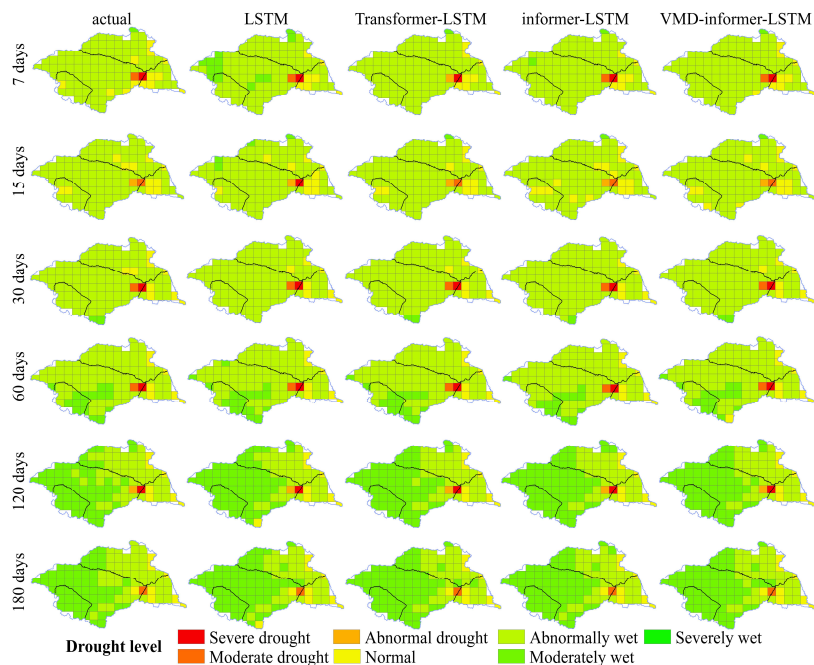 actual LSTM Transformer-LSTM informer-LSTM VMD-informer-LSTM
7 days
15 days
30 days
60 days
120 days
180 days
Drought level
Severe drought Abnormal drought Abnormally wet Severely wet
Moderate drought Normal Moderately wet